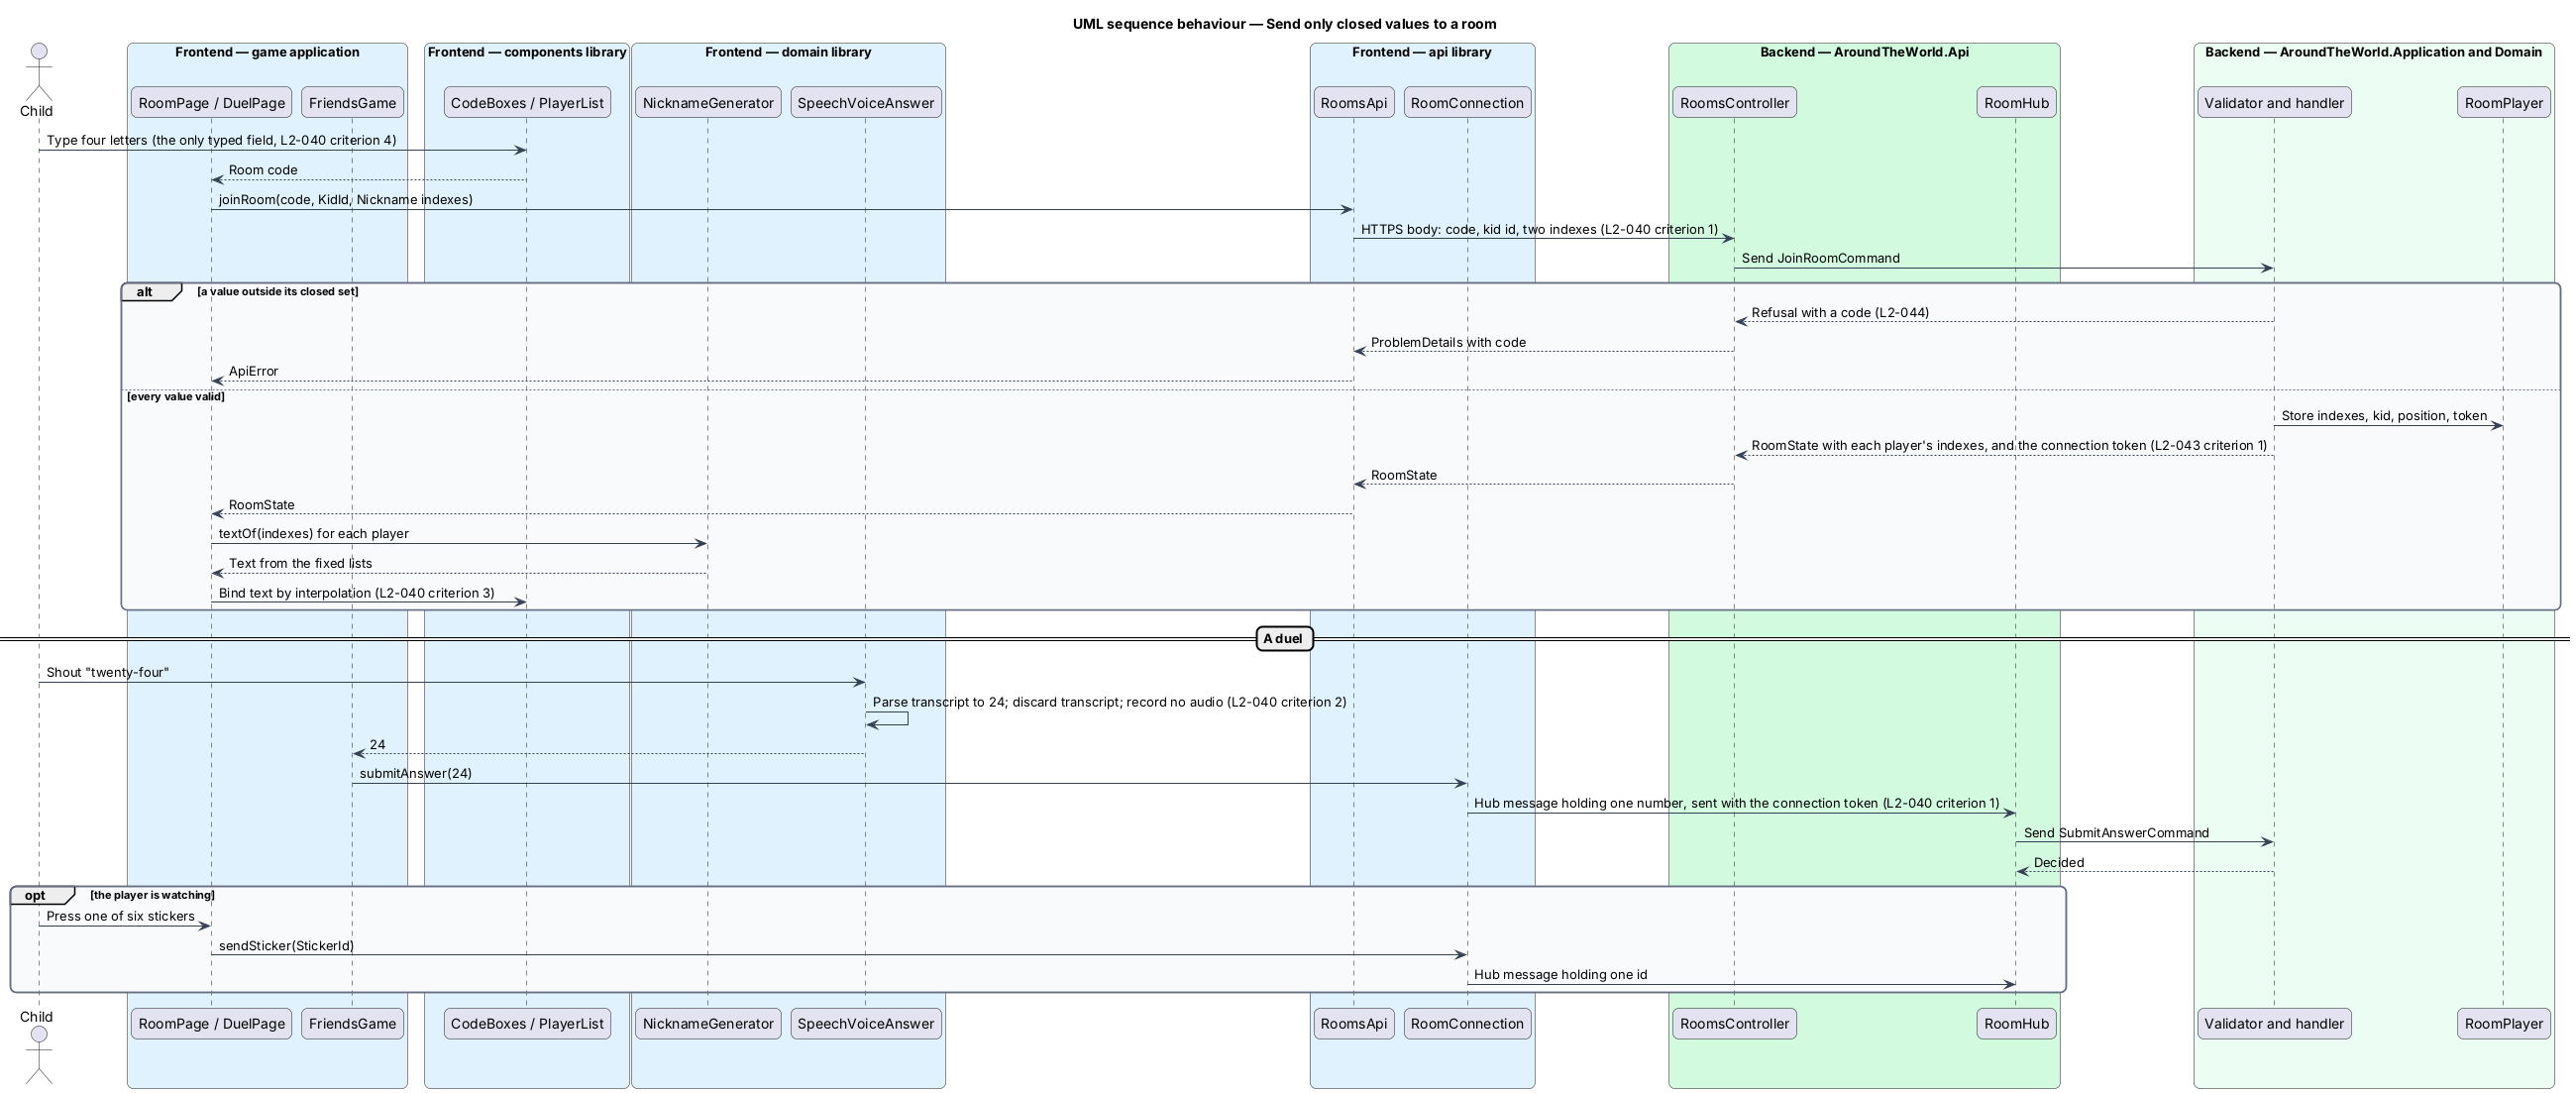 UML sequence behaviour — Send only closed values to a room
Frontend — game application
Frontend — components library
Frontend — domain library
Frontend — api library
Backend — AroundTheWorld.Api
Backend — AroundTheWorld.Application and Domain
Child
RoomPage / DuelPage
FriendsGame
CodeBoxes / PlayerList
NicknameGenerator
SpeechVoiceAnswer
RoomsApi
RoomConnection
RoomsController
RoomHub
Validator and handler
RoomPlayer
Type four letters (the only typed field, L2-040 criterion 4)
Room code
joinRoom(code, KidId, Nickname indexes)
HTTPS body: code, kid id, two indexes (L2-040 criterion 1)
Send JoinRoomCommand
alt
[a value outside its closed set]
Refusal with a code (L2-044)
ProblemDetails with code
ApiError
[every value valid]
Store indexes, kid, position, token
RoomState with each player's indexes, and the connection token (L2-043 criterion 1)
RoomState
RoomState
textOf(indexes) for each player
Text from the fixed lists
Bind text by interpolation (L2-040 criterion 3)
A duel
Shout "twenty-four"
Parse transcript to 24; discard transcript; record no audio (L2-040 criterion 2)
24
submitAnswer(24)
Hub message holding one number, sent with the connection token (L2-040 criterion 1)
Send SubmitAnswerCommand
Decided
opt
[the player is watching]
Press one of six stickers
sendSticker(StickerId)
Hub message holding one id
Child
RoomPage / DuelPage
FriendsGame
CodeBoxes / PlayerList
NicknameGenerator
SpeechVoiceAnswer
RoomsApi
RoomConnection
RoomsController
RoomHub
Validator and handler
RoomPlayer